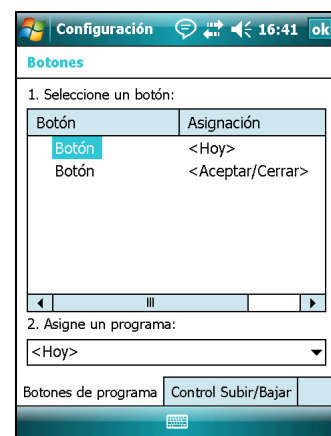 Configuración 16:41 ok
Botones
1. Seleccione un botón:
Botón Asignación
Botón <Hoy>
Botón <Aceptar/Cerrar>
2. Asigne un programa:
<Hoy>
Botones de programa Control Subir/Bajar